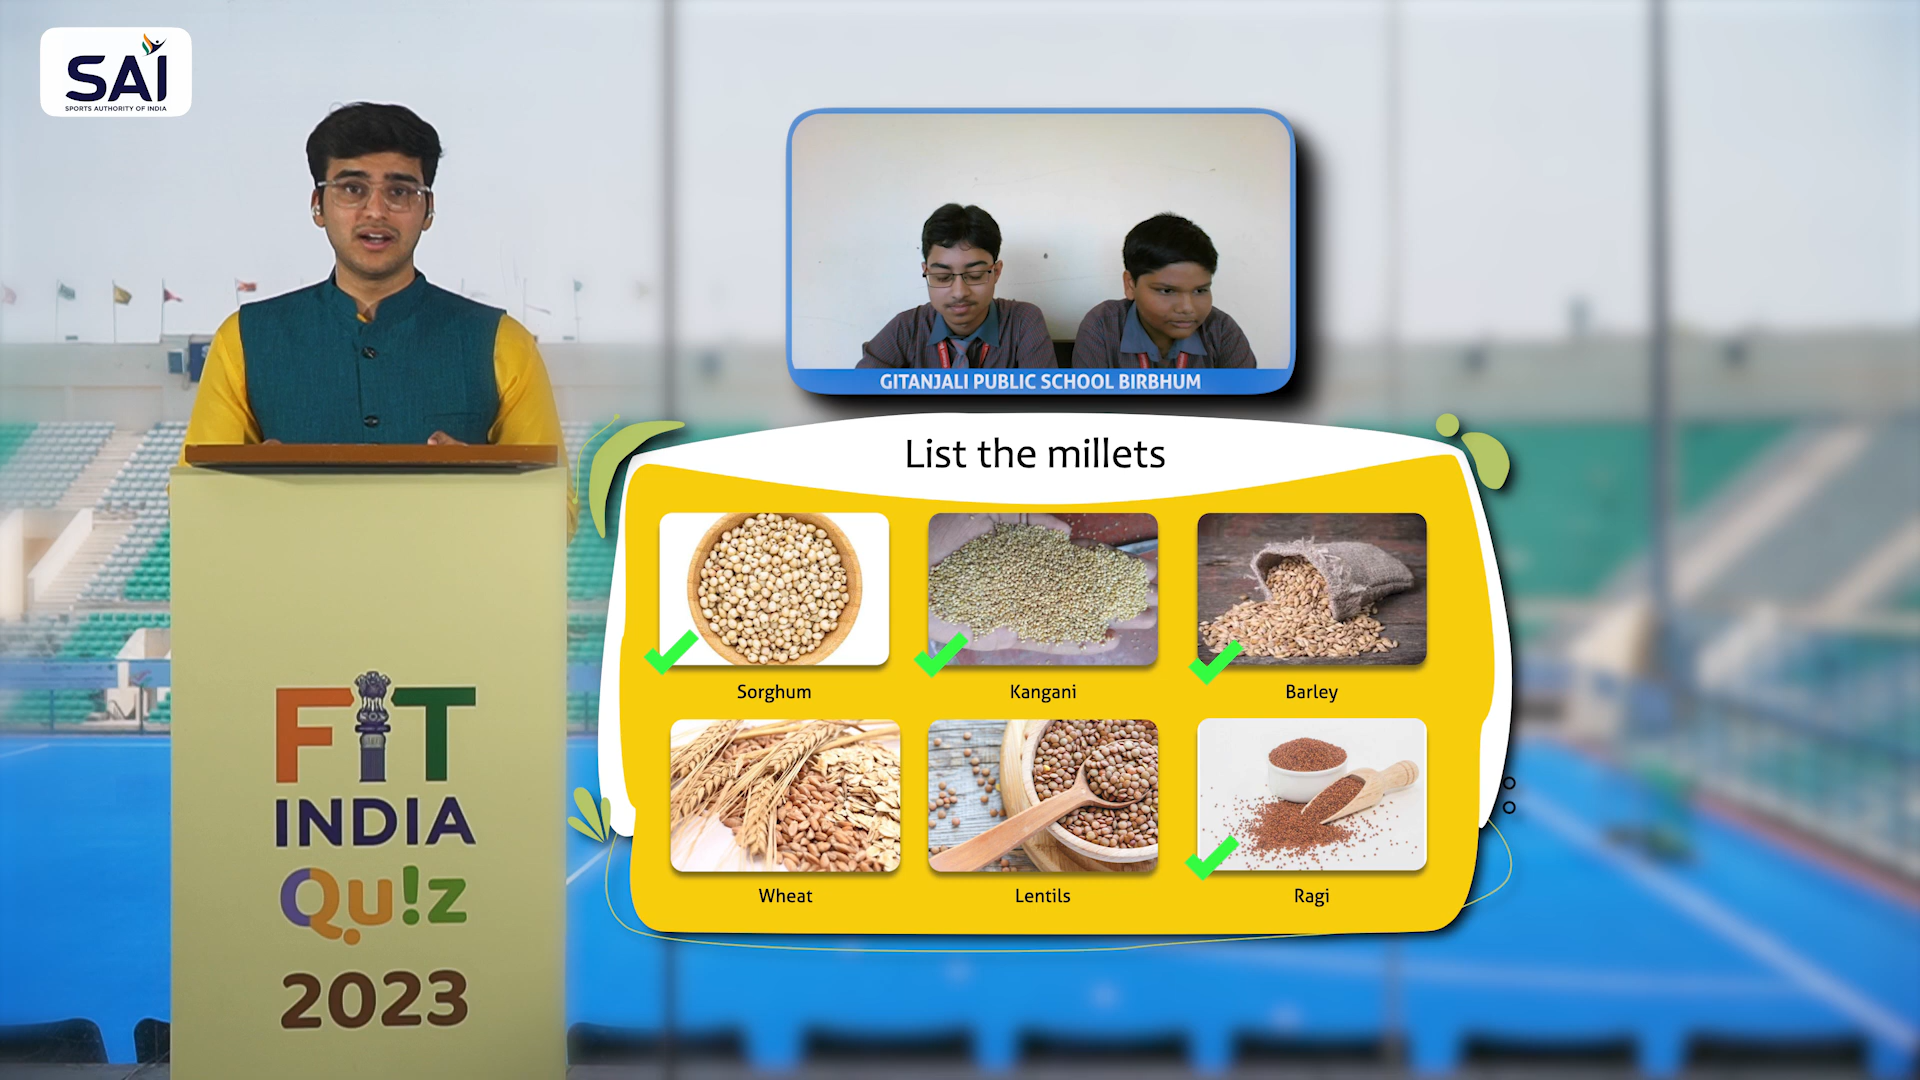 SAI
SPORTS AUTHORITY OF INDIA
GITANJALI PUBLIC SCHOOL BIRBHUM
List the millets
Sorghum
Kangani
Barley
Wheat
Lentils
Ragi
FIT
INDIA
Qu!z
2023